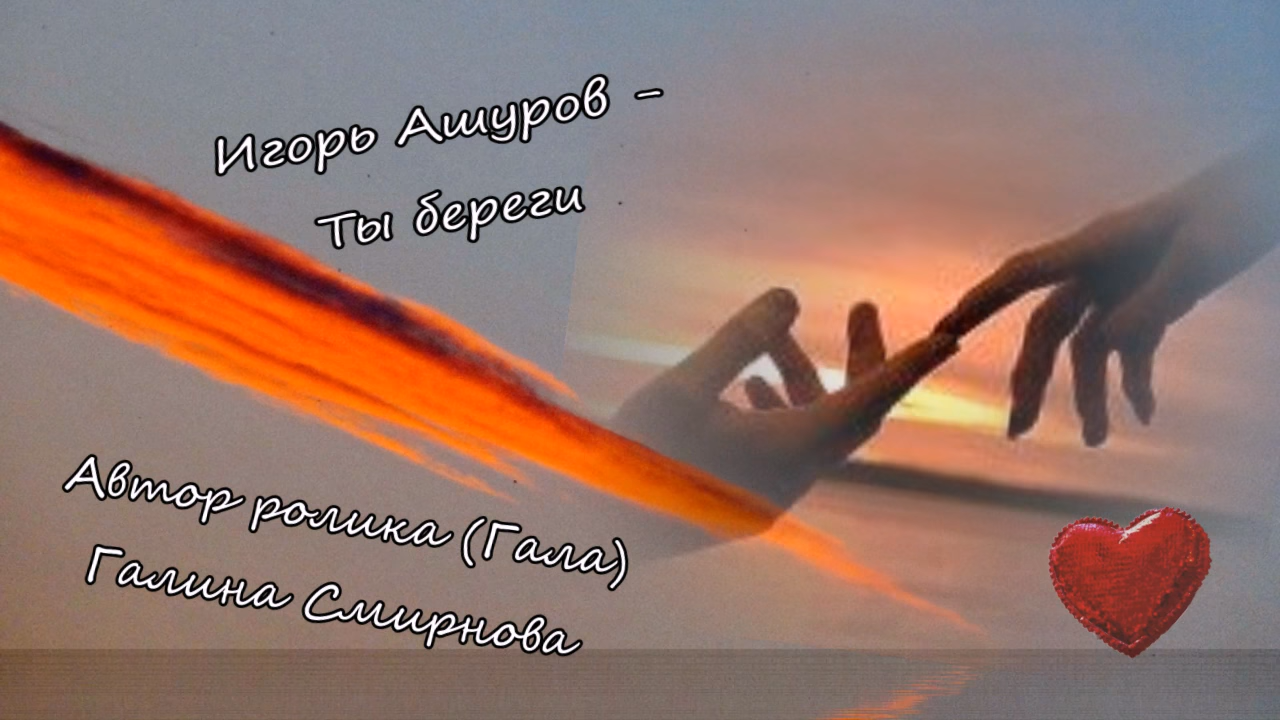 Игорь Ашуров -
Ты береги
Автор ролика (Гала)
Галина Смирнова